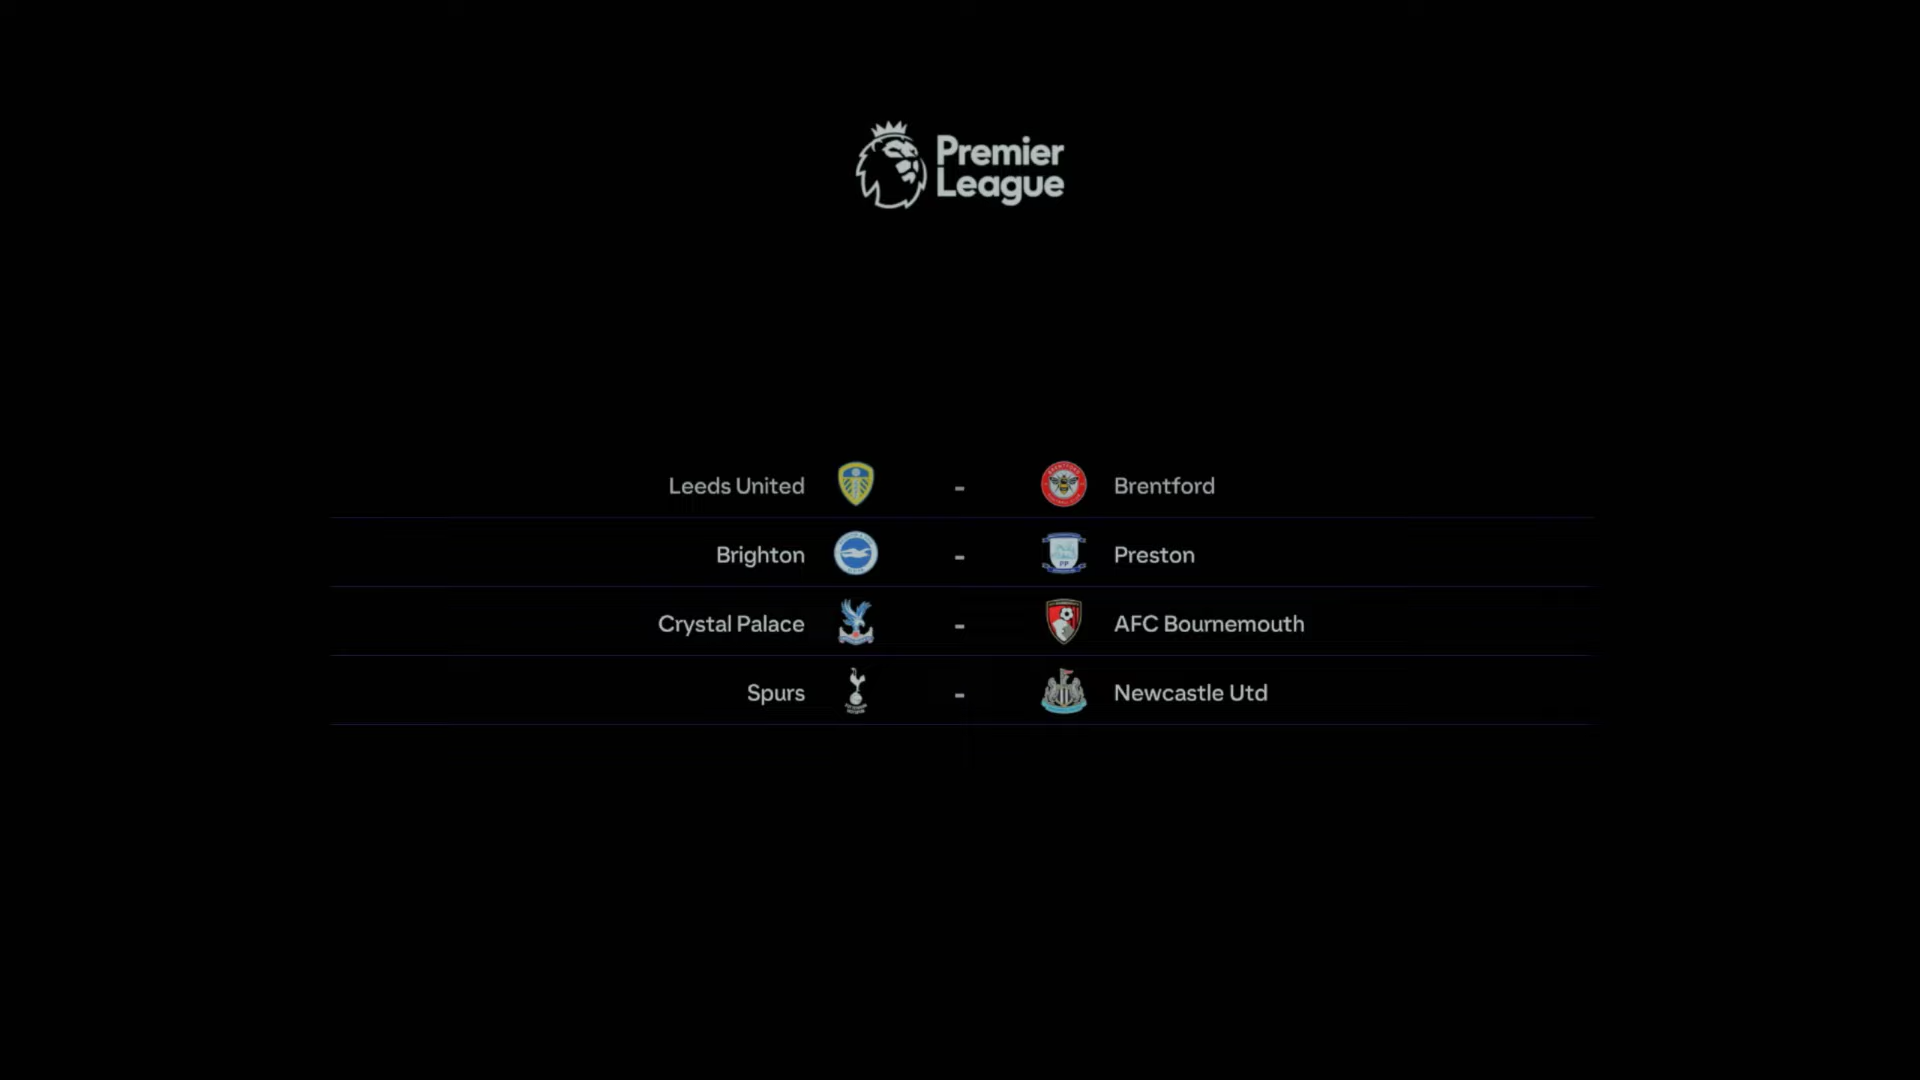 Premier
League
Leeds United - Brentford
Brighton - Preston
Crystal Palace - AFC Bournemouth
Spurs - Newcastle Utd